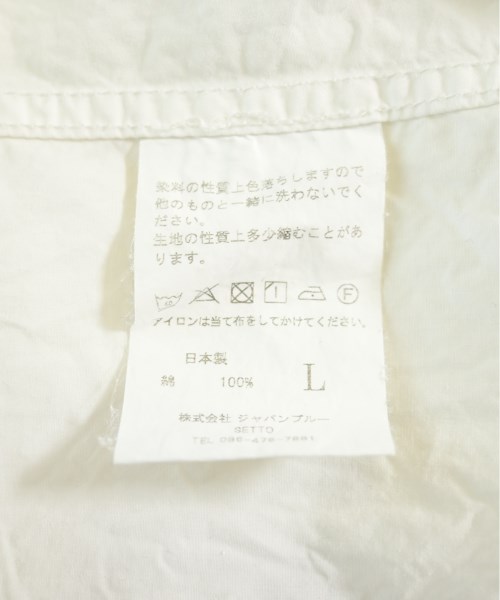 染料の性質上色落ちしますので
他のものと一緒に洗わないでく
ださい。
生地の性質上多少縮むことがあ
ります。
F
アイロンは当て布をしてかけてください。
日本製
綿 100% L
株式会社 ジャパンブルー
SETTO
TEL